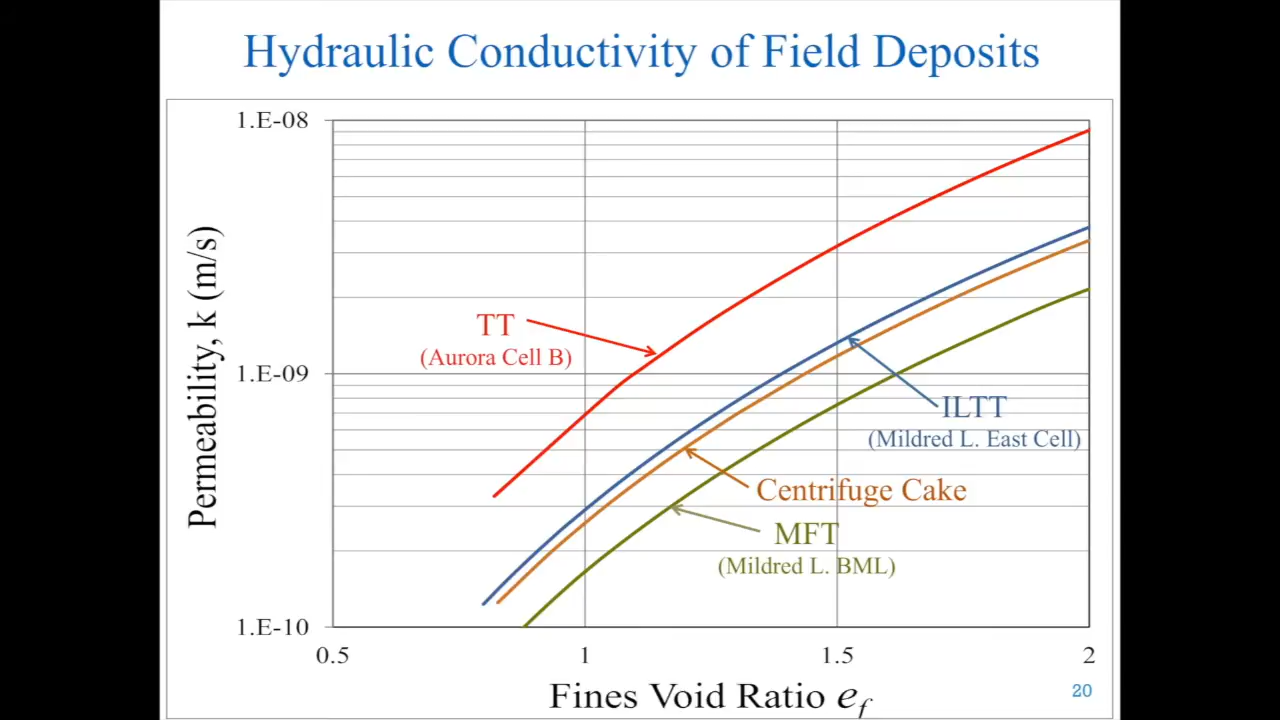 Hydraulic Conductivity of Field Deposits
1.E-08
1.E-09
1.E-10
Permeability, k (m/s)
TT
(Aurora Cell B)
ILTT
(Mildred L. East Cell)
Centrifuge Cake
MFT
(Mildred L. BML)
0.5 1 1.5 2
Fines Void Ratio ef
20